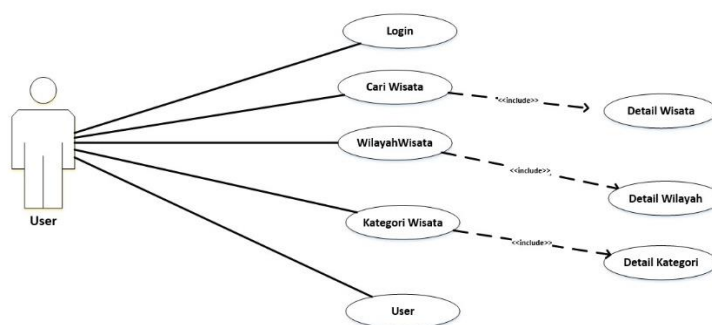 Login
Cari Wisata
<<include>>
Detail Wisata
WilayahWisata
<<include>>
Detail Wilayah
User
Kategori Wisata
<<include>>
Detail Kategori
User